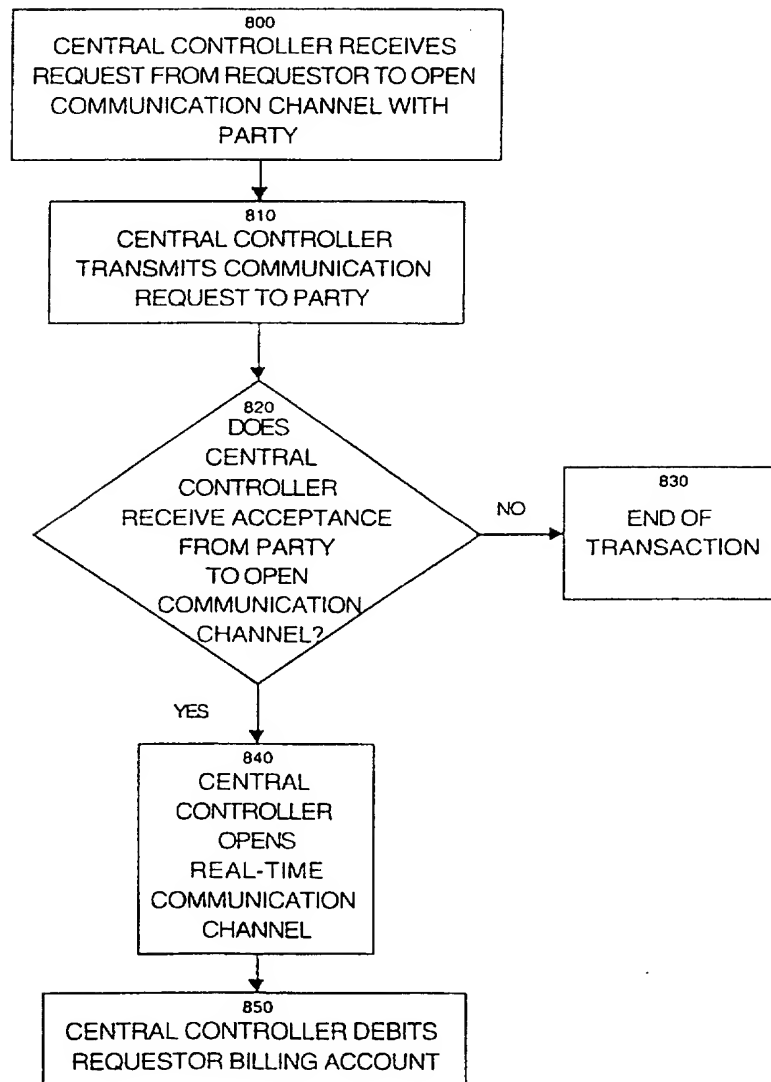 800
CENTRAL CONTROLLER RECEIVES
REQUEST FROM REQUESTOR TO OPEN
COMMUNICATION CHANNEL WITH
PARTY
810
CENTRAL CONTROLLER
TRANSMITS COMMUNICATION
REQUEST TO PARTY
820
DOES
CENTRAL
CONTROLLER
RECEIVE ACCEPTANCE
FROM PARTY
TO OPEN
COMMUNICATION
CHANNEL?
NO
830
END OF
TRANSACTION
YES
840
CENTRAL
CONTROLLER
OPENS
REAL-TIME
COMMUNICATION
CHANNEL
850
CENTRAL CONTROLLER DEBITS
REQUESTOR BILLING ACCOUNT